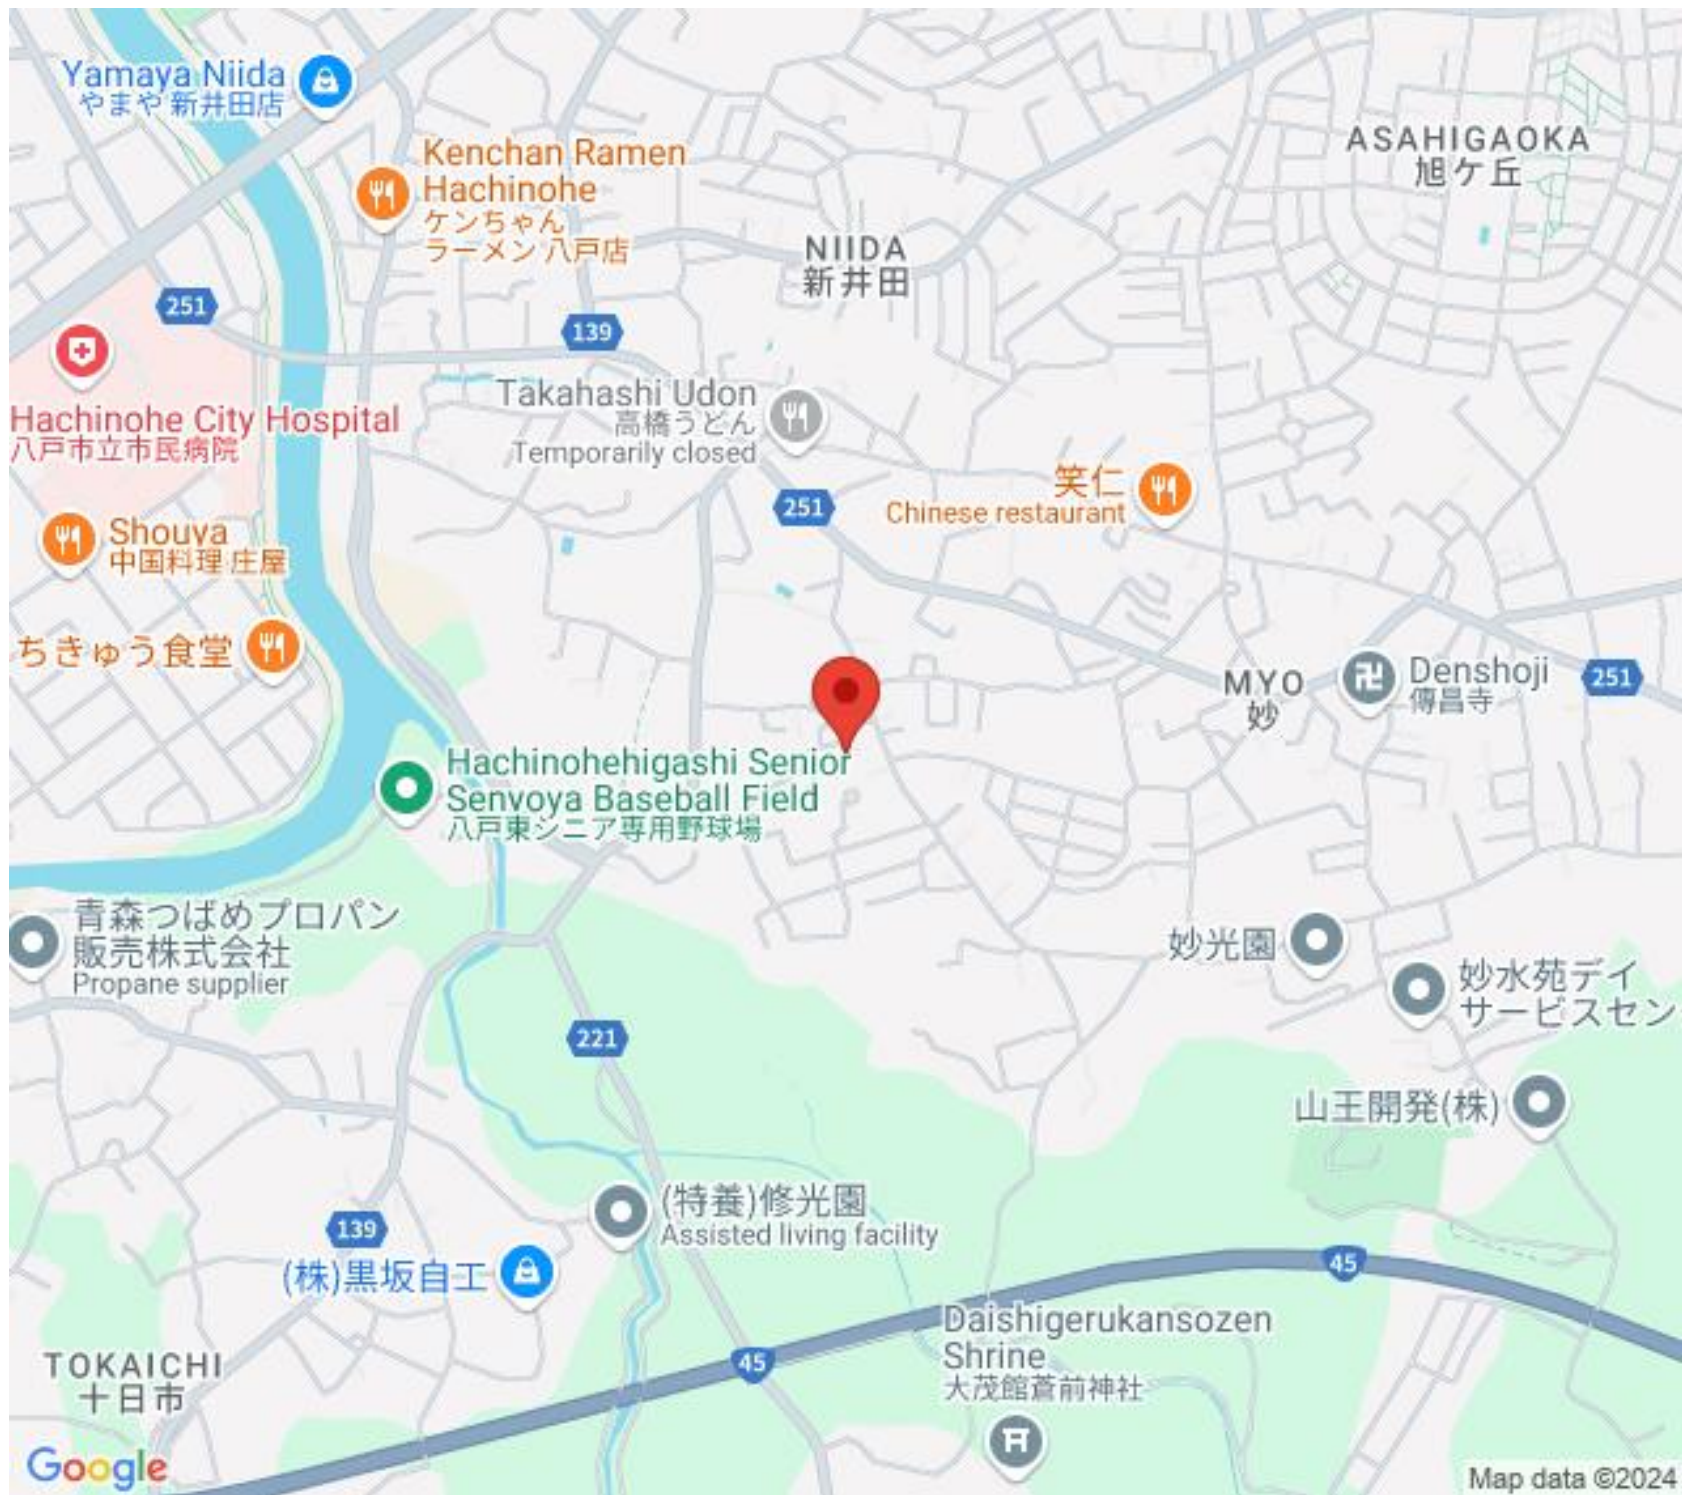 Yamaya Niida
やまや 新井田店
Kenchan Ramen
Hachinohe
ケンちゃん
ラーメン 八戸店
ASAHIGAOKA
旭ケ丘
NIIDA
新井田
251
139
Hachinohe City Hospital
八戸市立市民病院
Takahashi Udon
高橋うどん
Temporarily closed
251
笑仁
Chinese restaurant
Shouya
中国料理 庄屋
ちきゅう食堂
MYO
妙
Denshoji
傳昌寺
251
Hachinohehigashi Senior
Senyoya Baseball Field
八戸東シニア専用野球場
青森つばめプロパン
販売株式会社
Propane supplier
妙光園
妙水苑デイ
サービスセン
221
山王開発(株)
(特養)修光園
Assisted living facility
139
(株)黒坂自工
45
Daishigerukansozen
Shrine
大茂館蒼前神社
45
TOKAICHI
十日市
Google
Map data ©2024